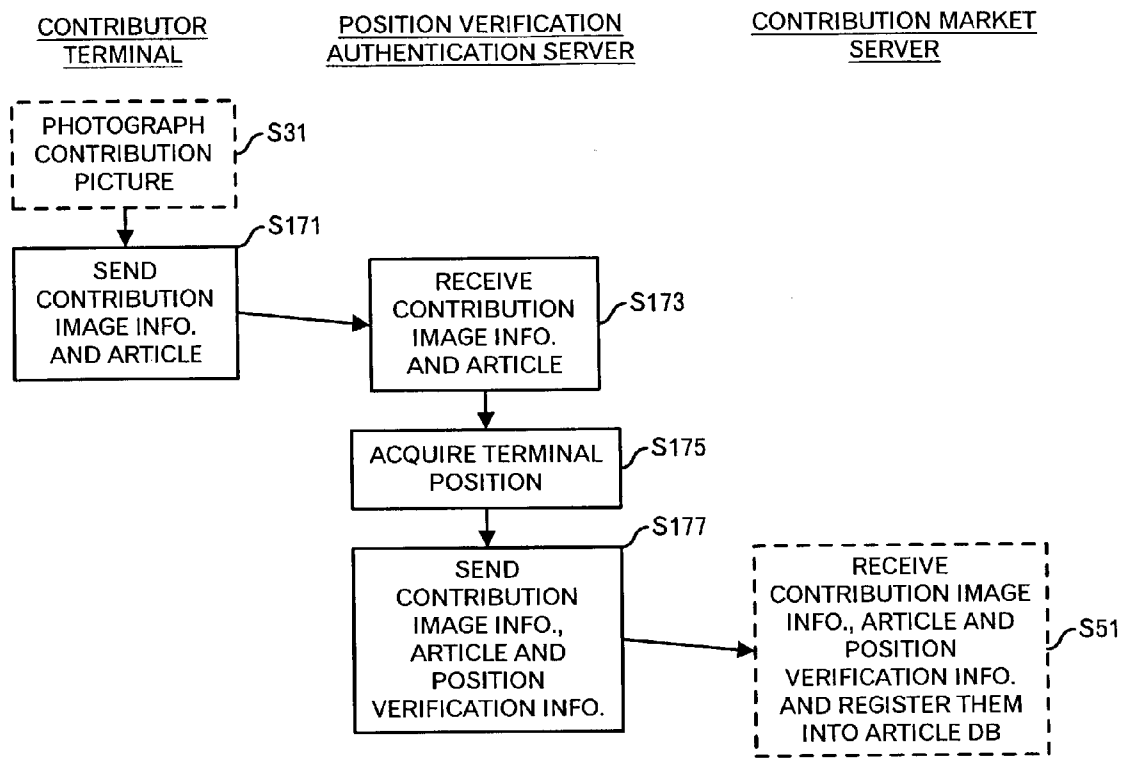 CONTRIBUTOR
TERMINAL
POSITION VERIFICATION
AUTHENTICATION SERVER
CONTRIBUTION MARKET
SERVER
PHOTOGRAPH
CONTRIBUTION
PICTURE
S31
SEND
CONTRIBUTION
IMAGE INFO.
AND ARTICLE
S171
RECEIVE
CONTRIBUTION
IMAGE INFO.
AND ARTICLE
S173
ACQUIRE TERMINAL
POSITION
S175
SEND
CONTRIBUTION
IMAGE INFO.,
ARTICLE AND
POSITION
VERIFICATION INFO.
S177
RECEIVE
CONTRIBUTION IMAGE
INFO., ARTICLE AND
POSITION
VERIFICATION INFO.
AND REGISTER THEM
INTO ARTICLE DB
S51